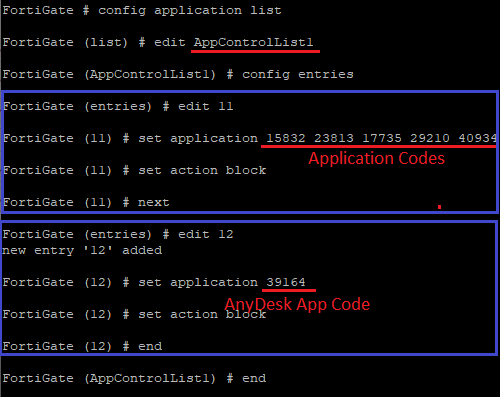 FortiGate # config application list
FortiGate (list) # edit AppControlList1
FortiGate (AppControlList1) # config entries
FortiGate (entries) # edit 11
FortiGate (11) # set application 15832 23813 17735 29210 40934
Application Codes
FortiGate (11) # set action block
FortiGate (11) # next
FortiGate (entries) # edit 12
new entry '12' added
FortiGate (12) # set application 39164
AnyDesk App Code
FortiGate (12) # set action block
FortiGate (12) # end
FortiGate (AppControlList1) # end